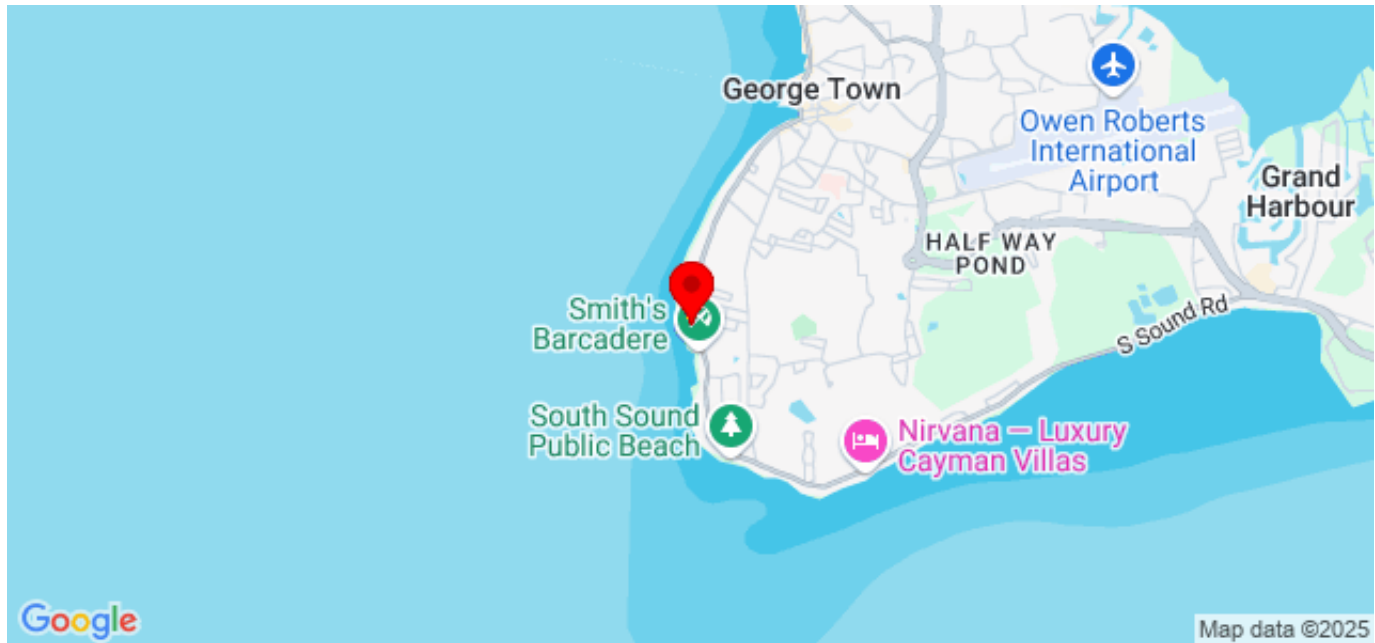 George Town
Owen Roberts
International
Airport
Grand
Harbour
HALF WAY
POND
Smith's
Barcadere
S Sound Rd
South Sound
Public Beach
Nirvana — Luxury
Cayman Villas
Google
Map data ©2025